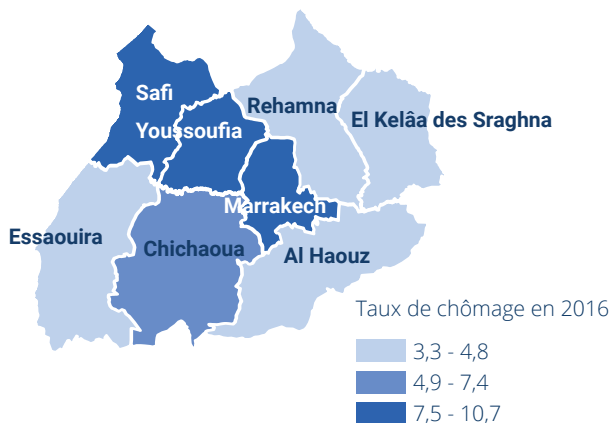 Safi
Rehamna
El Kelâa des Sraghna
Youssoufia
Marrakech
Essaouira
Chichaoua
Al Haouz
Taux de chômage en 2016
3,3 - 4,8
4,9 - 7,4
7,5 - 10,7